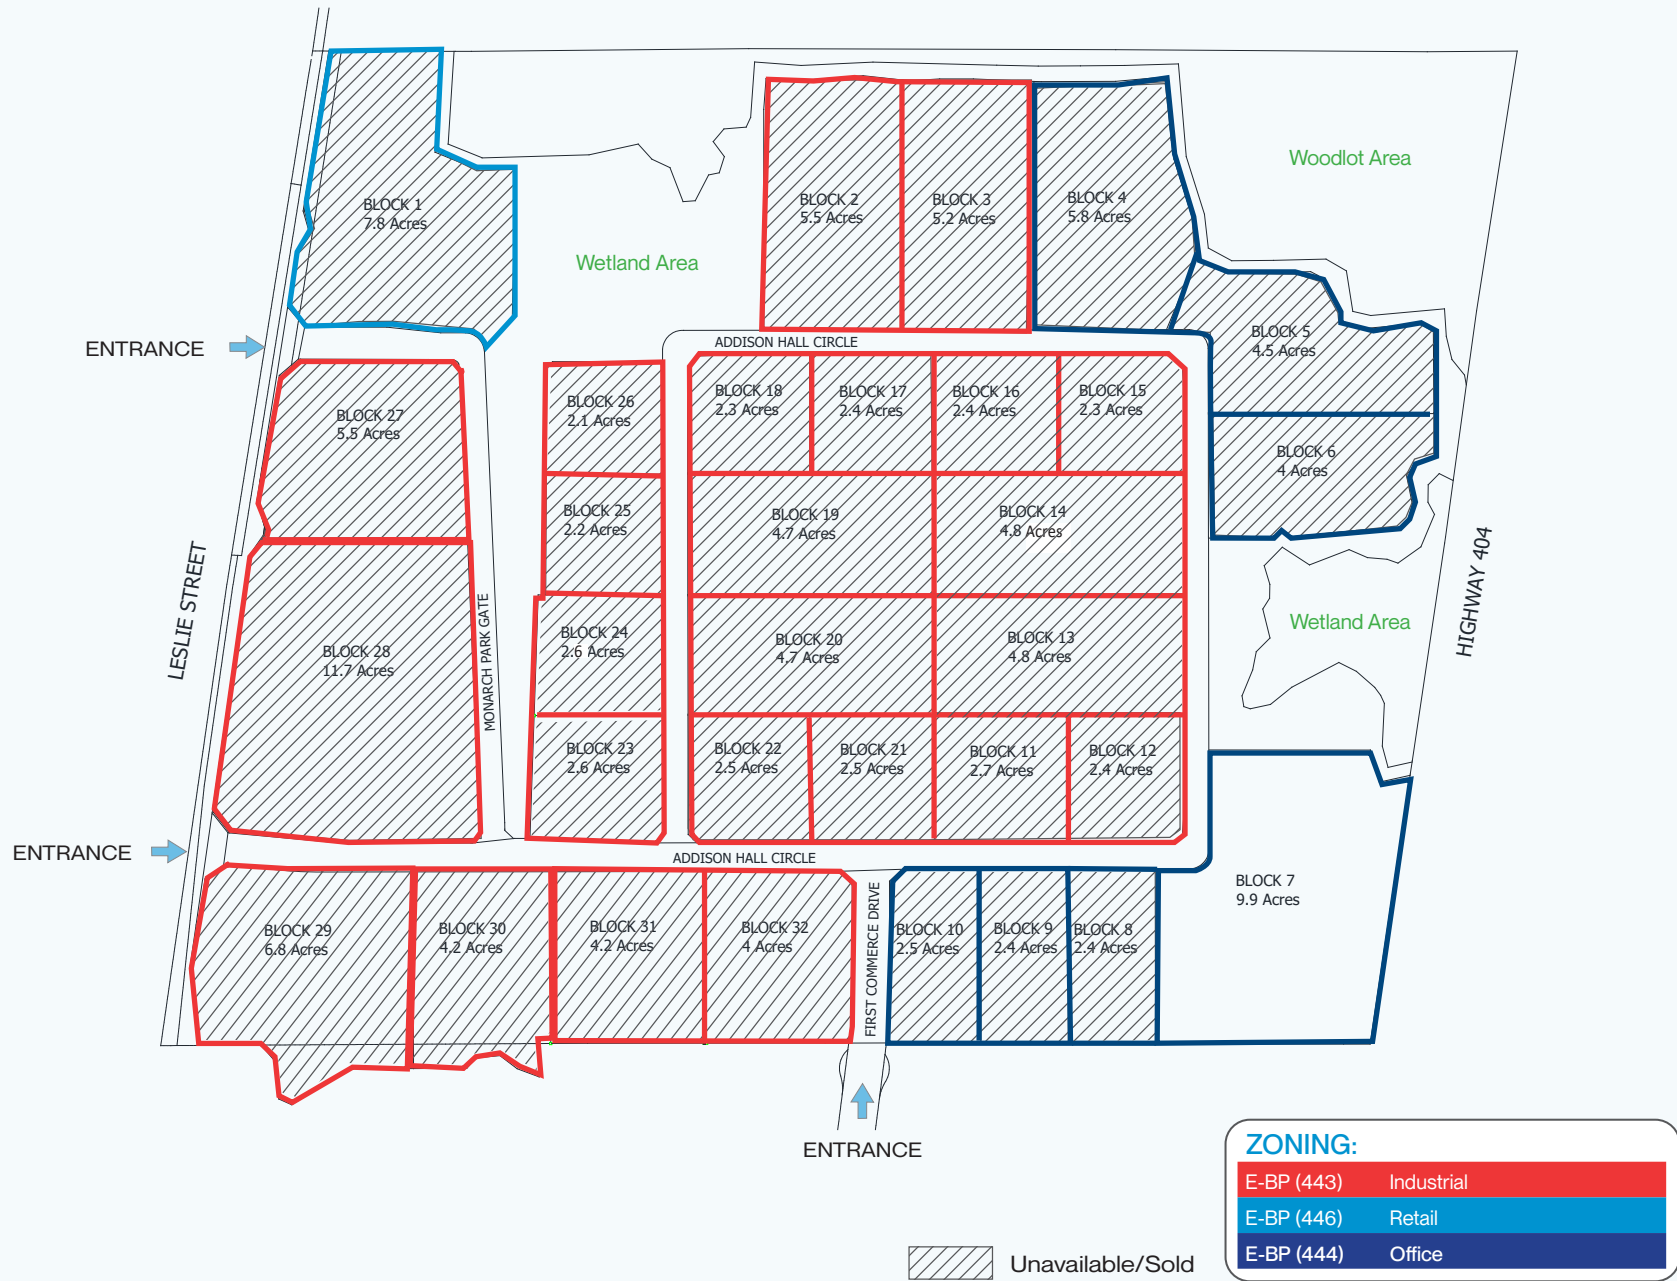 Woodlot Area
BLOCK 1
7.8 Acres
BLOCK 2
5.5 Acres
BLOCK 3
5.2 Acres
BLOCK 4
5.8 Acres
Wetland Area
ENTRANCE
ADDISON HALL CIRCLE
BLOCK 5
4.5 Acres
BLOCK 27
5.5 Acres
BLOCK 26
2.1 Acres
BLOCK 18
2.3 Acres
BLOCK 17
2.4 Acres
BLOCK 16
2.4 Acres
BLOCK 15
2.3 Acres
BLOCK 6
4 Acres
BLOCK 25
2.2 Acres
BLOCK 19
4.7 Acres
BLOCK 14
4.8 Acres
LESLIE STREET
HIGHWAY 404
MONARCH PARK GATE
BLOCK 28
11.7 Acres
BLOCK 24
2.6 Acres
BLOCK 20
4.7 Acres
BLOCK 13
4.8 Acres
Wetland Area
BLOCK 23
2.6 Acres
BLOCK 22
2.5 Acres
BLOCK 21
2.5 Acres
BLOCK 11
2.7 Acres
BLOCK 12
2.4 Acres
ENTRANCE
ADDISON HALL CIRCLE
BLOCK 7
9.9 Acres
BLOCK 29
6.8 Acres
BLOCK 30
4.2 Acres
BLOCK 31
4.2 Acres
BLOCK 32
4 Acres
FIRST COMMERCE DRIVE
BLOCK 10
2.5 Acres
BLOCK 9
2.4 Acres
BLOCK 8
2.4 Acres
ENTRANCE
ZONING:
E-BP (443) Industrial
E-BP (446) Retail
E-BP (444) Office
Unavailable/Sold